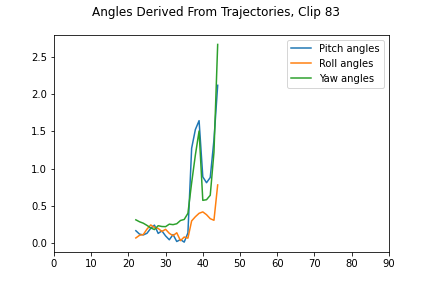 Angles Derived From Trajectories, Clip 83
Pitch angles
Roll angles
Yaw angles
2.5
2.0
1.5
1.0
0.5
0.0
0 10 20 30 40 50 60 70 80 90